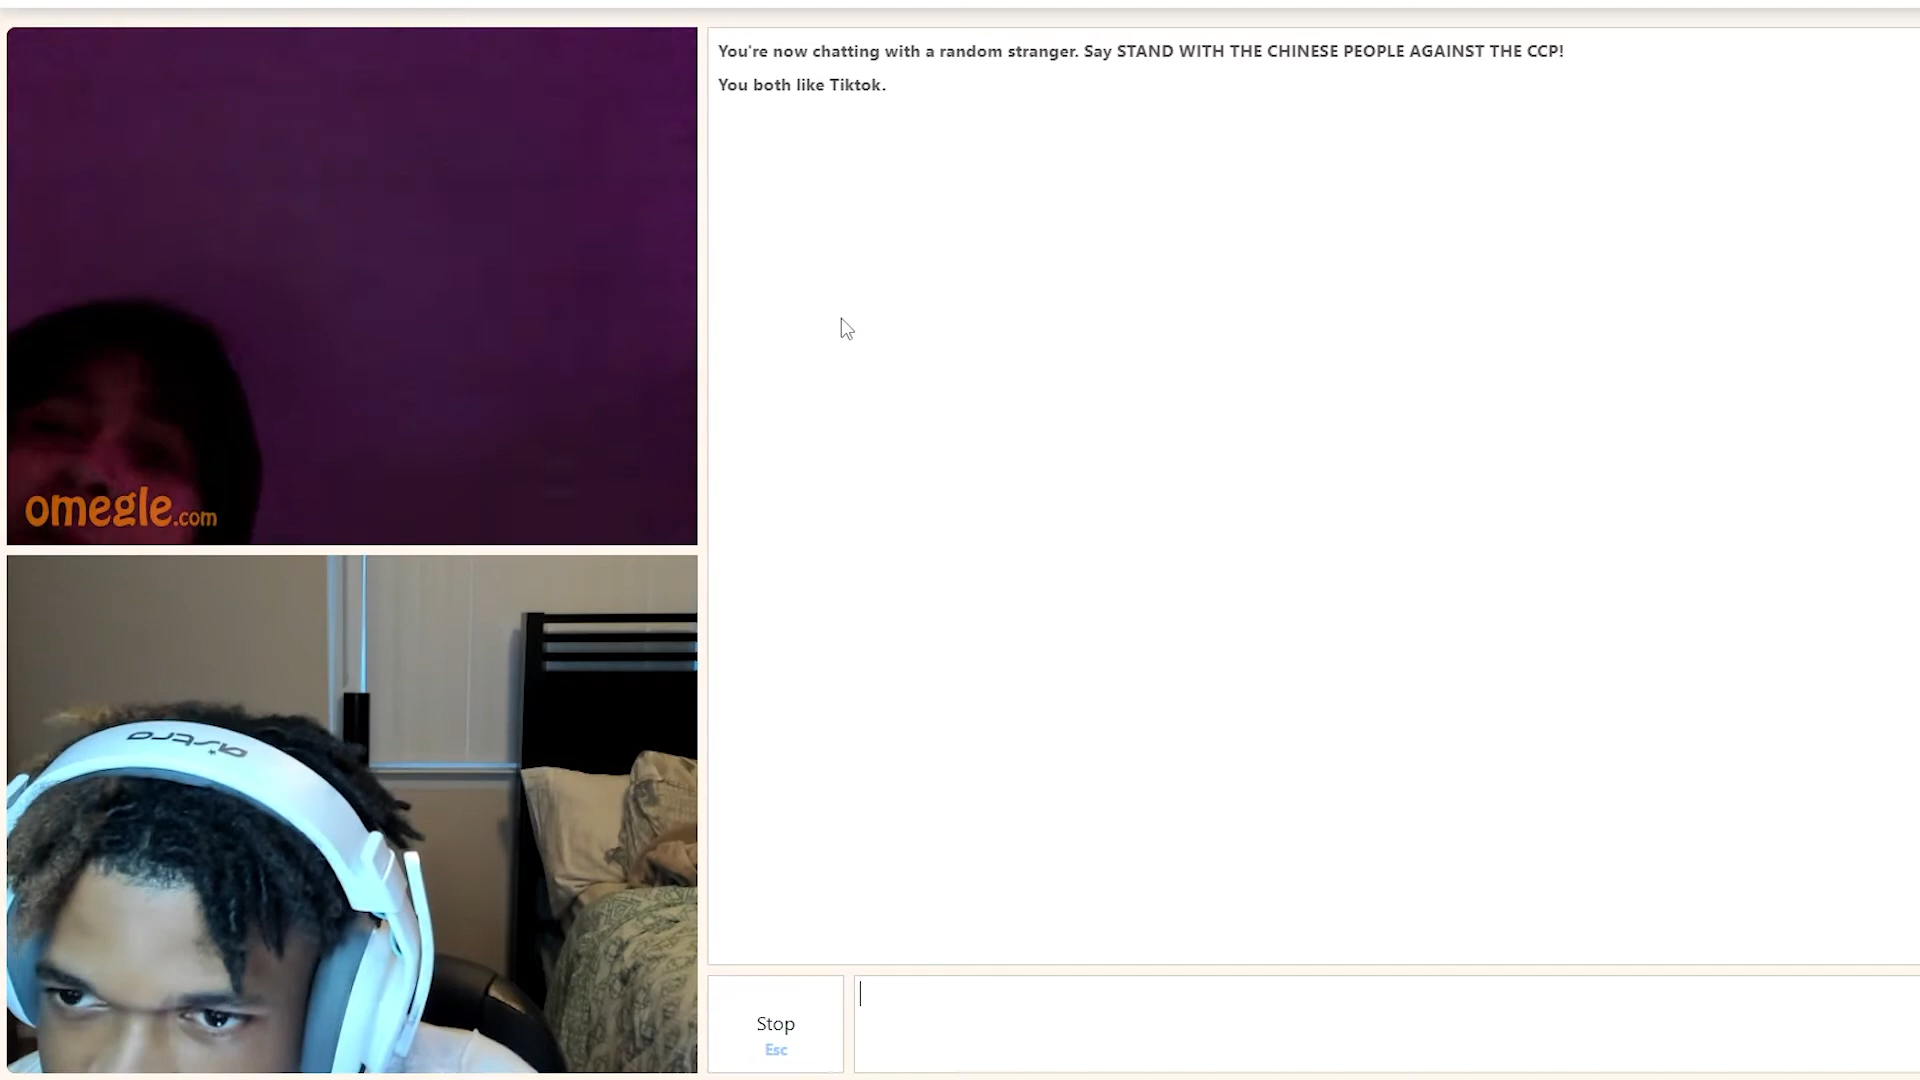 You're now chatting with a random stranger. Say STAND WITH THE CHINESE PEOPLE AGAINST THE CCP!
You both like Tiktok.
omegle.com
astro
Stop
Esc